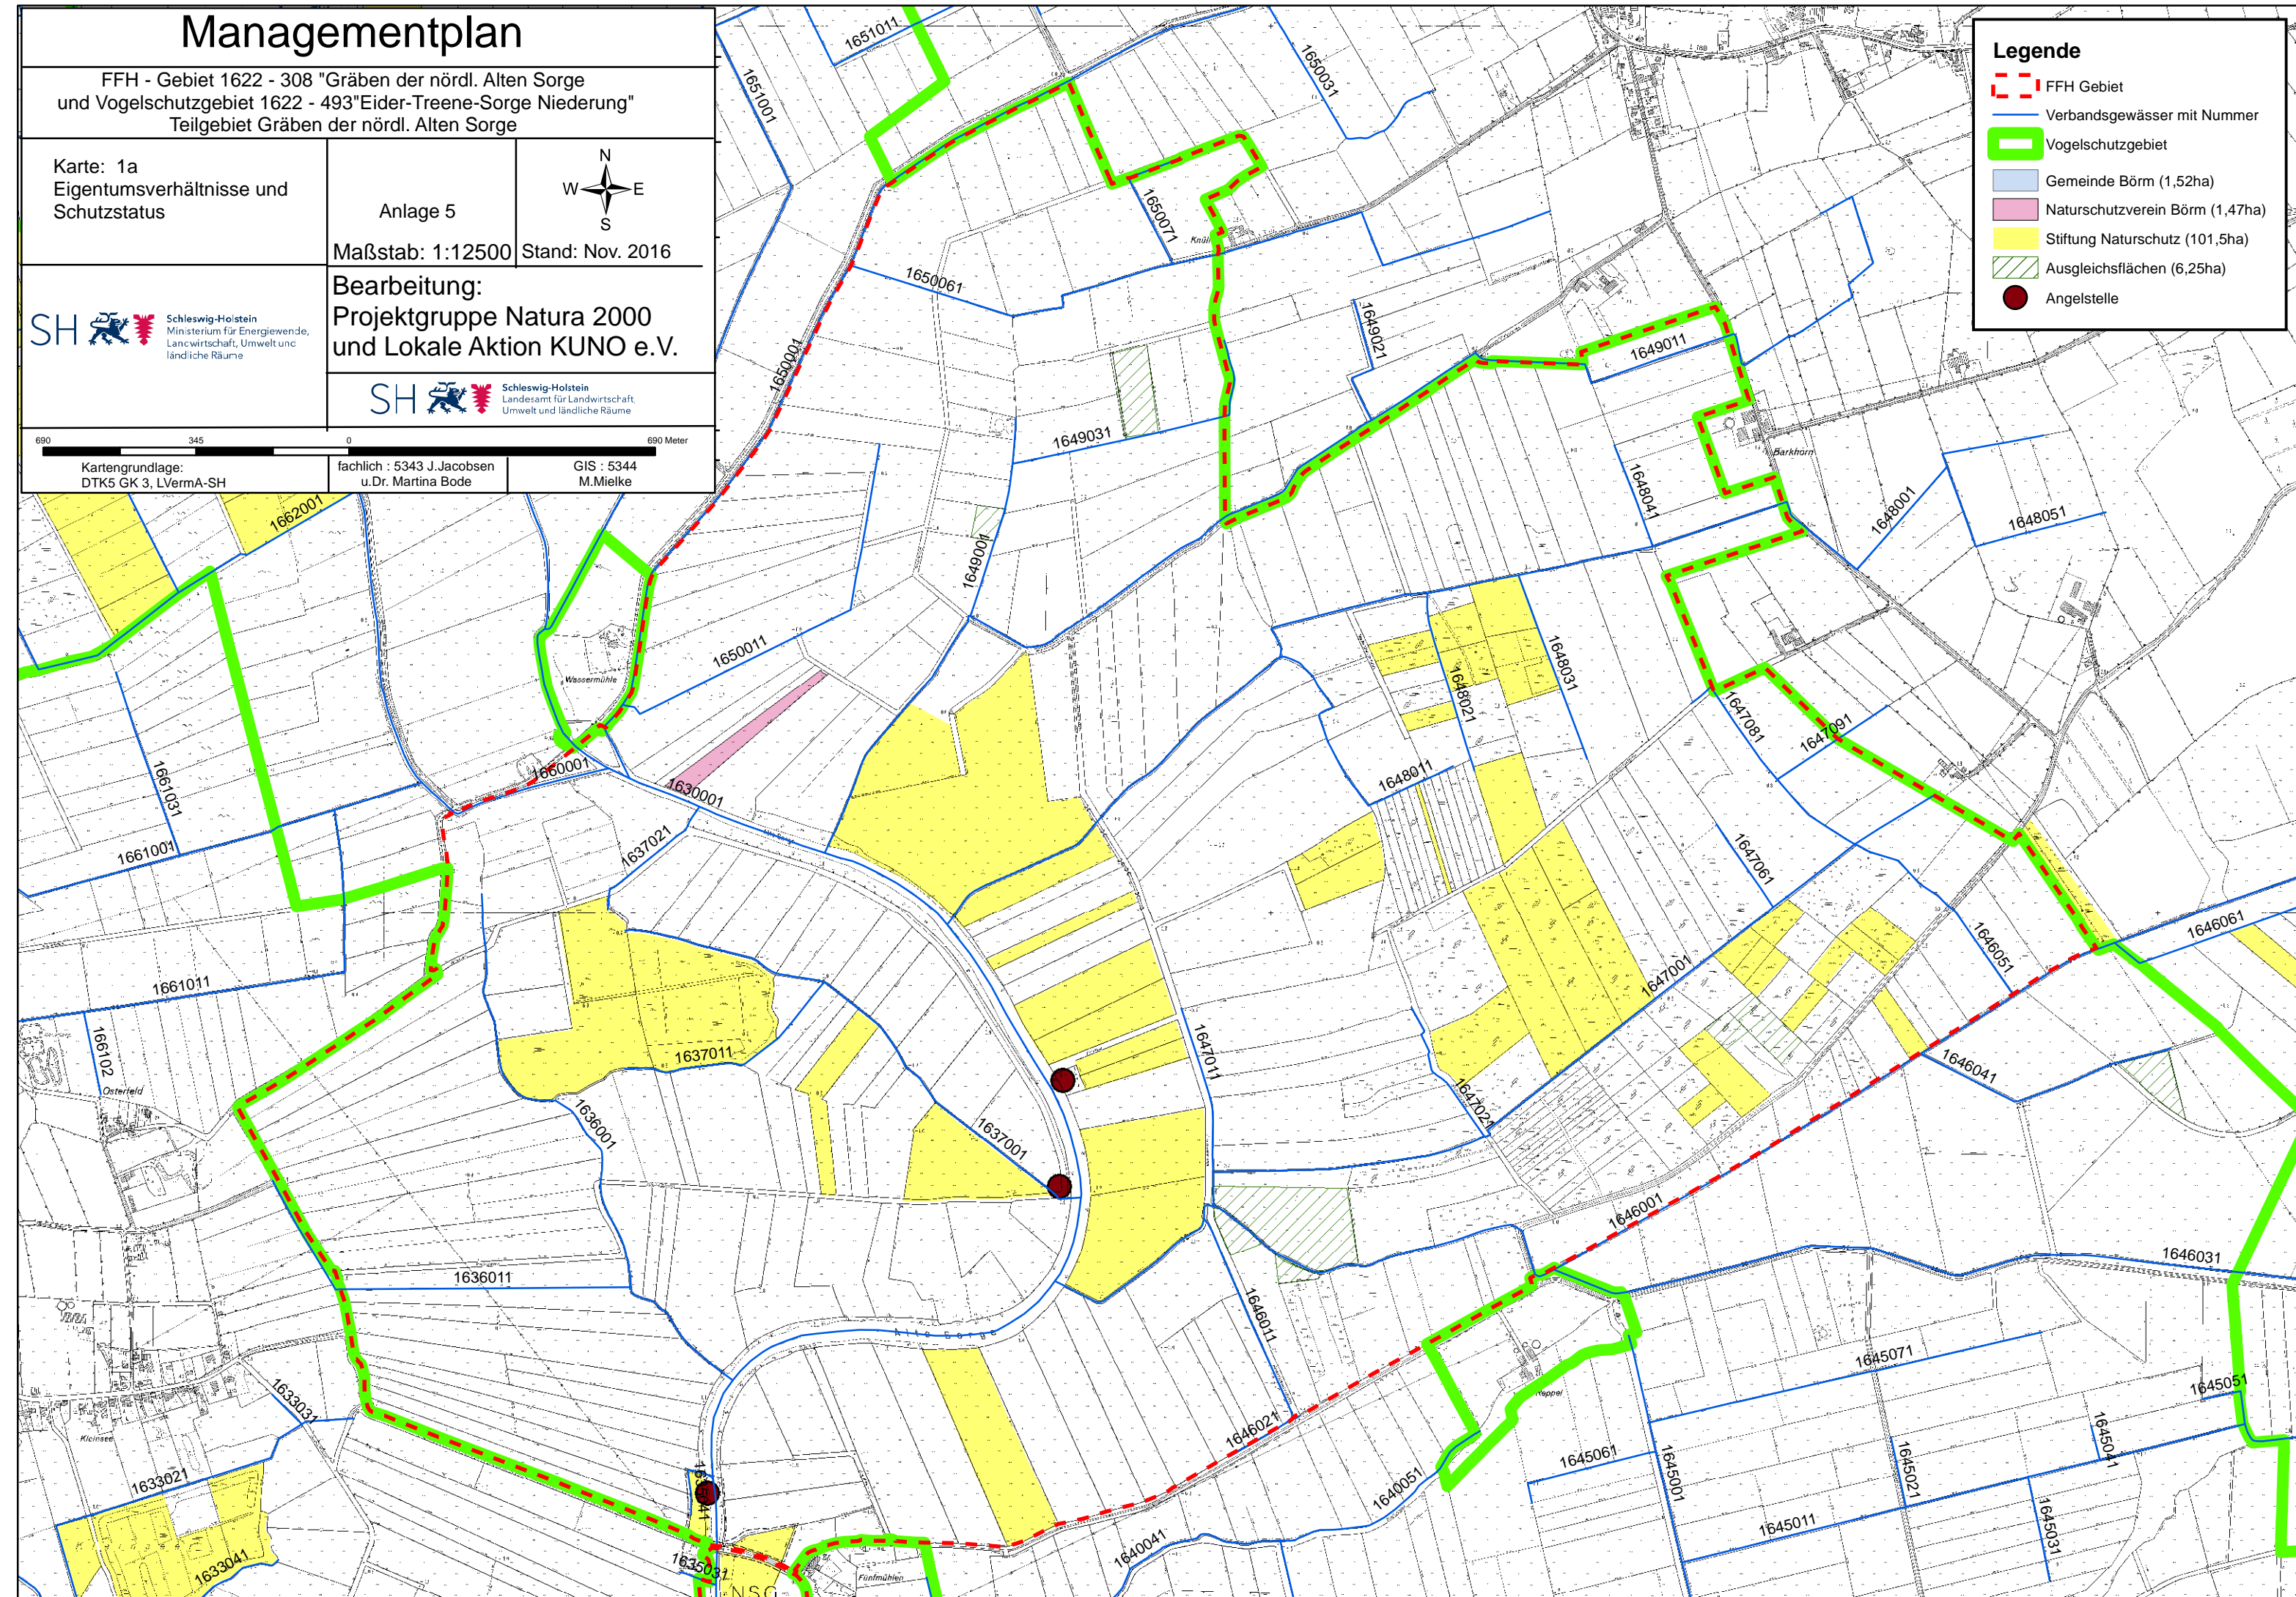 Managementplan
FFH - Gebiet 1622 - 308 "Gräben der nördl. Alten Sorge
und Vogelschutzgebiet 1622 - 493"Eider-Treene-Sorge Niederung"
Teilgebiet Gräben der nördl. Alten Sorge
Karte: 1a
Eigentumsverhältnisse und
Schutzstatus
Anlage 5
Maßstab: 1:12500
N
W
E
S
Stand: Nov. 2016
SH
Schleswig-Holstein
Ministerium für Energiewende,
Landwirtschaft, Umwelt und
ländliche Räume
Bearbeitung:
Projektgruppe Natura 2000
und Lokale Aktion KUNO e.V.
SH
Schleswig-Holstein
Landesamt für Landwirtschaft,
Umwelt und ländliche Räume
690
345
0
690 Meter
Kartengrundlage:
DTK5 GK 3, LVermA-SH
fachlich : 5343 J.Jacobsen
u.Dr. Martina Bode
GIS : 5344
M.Mielke
Legende
FFH Gebiet
Verbandsgewässer mit Nummer
Vogelschutzgebiet
Gemeinde Börm (1,52ha)
Naturschutzverein Börm (1,47ha)
Stiftung Naturschutz (101,5ha)
Ausgleichsflächen (6,25ha)
Angelstelle
1651011
1651001
1650031
1650071
Knüll
1650061
1650001
1649021
1649011
1649031
Barkhorn
1648041
1648001
1648051
1662001
1649001
1650011
Wassermühle
1648031
1648021
1647081
1647091
1661031
1660001
1630001
1648011
1661001
1637021
1647061
1646061
1646051
1647001
1661011
166102
Osterfeld
1637011
1647011
1646041
1636001
1637001
1647021
1646001
1646031
1636011
1646011
Alte Sorge
1645071
1645051
Keppel
1633031
Kleinsee
1646021
1645041
1633021
1645061
1645001
1645021
1640051
1645011
1645031
1633041
1635031
1640041
Fünfmühlen
NSG